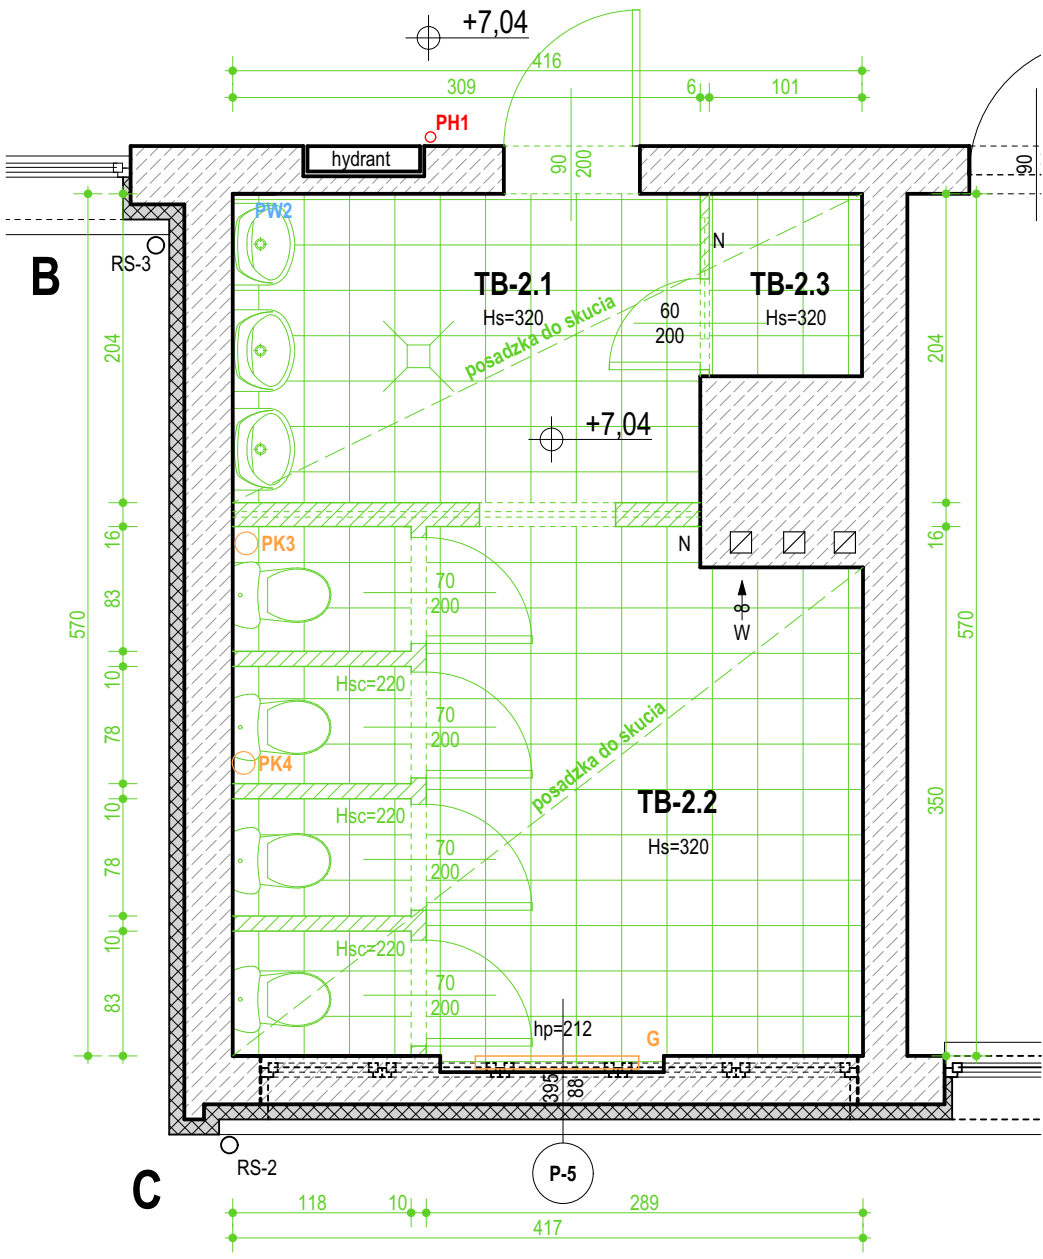 +7,04
416
309
6
101
PH1
hydrant
90
200
90
PW2
N
RS-3
B
TB-2.1
Hs=320
TB-2.3
Hs=320
60
200
posadzka do skucia
204
204
+7,04
16
PK3
N
16
70
200
83
W
8
570
570
10
Hsc=220
70
200
78
PK4
posadzka do skucia
TB-2.2
Hs=320
10
Hsc=220
350
70
200
78
10
Hsc=220
70
200
83
hp=212
G
395
88
RS-2
C
P-5
118
10
289
417